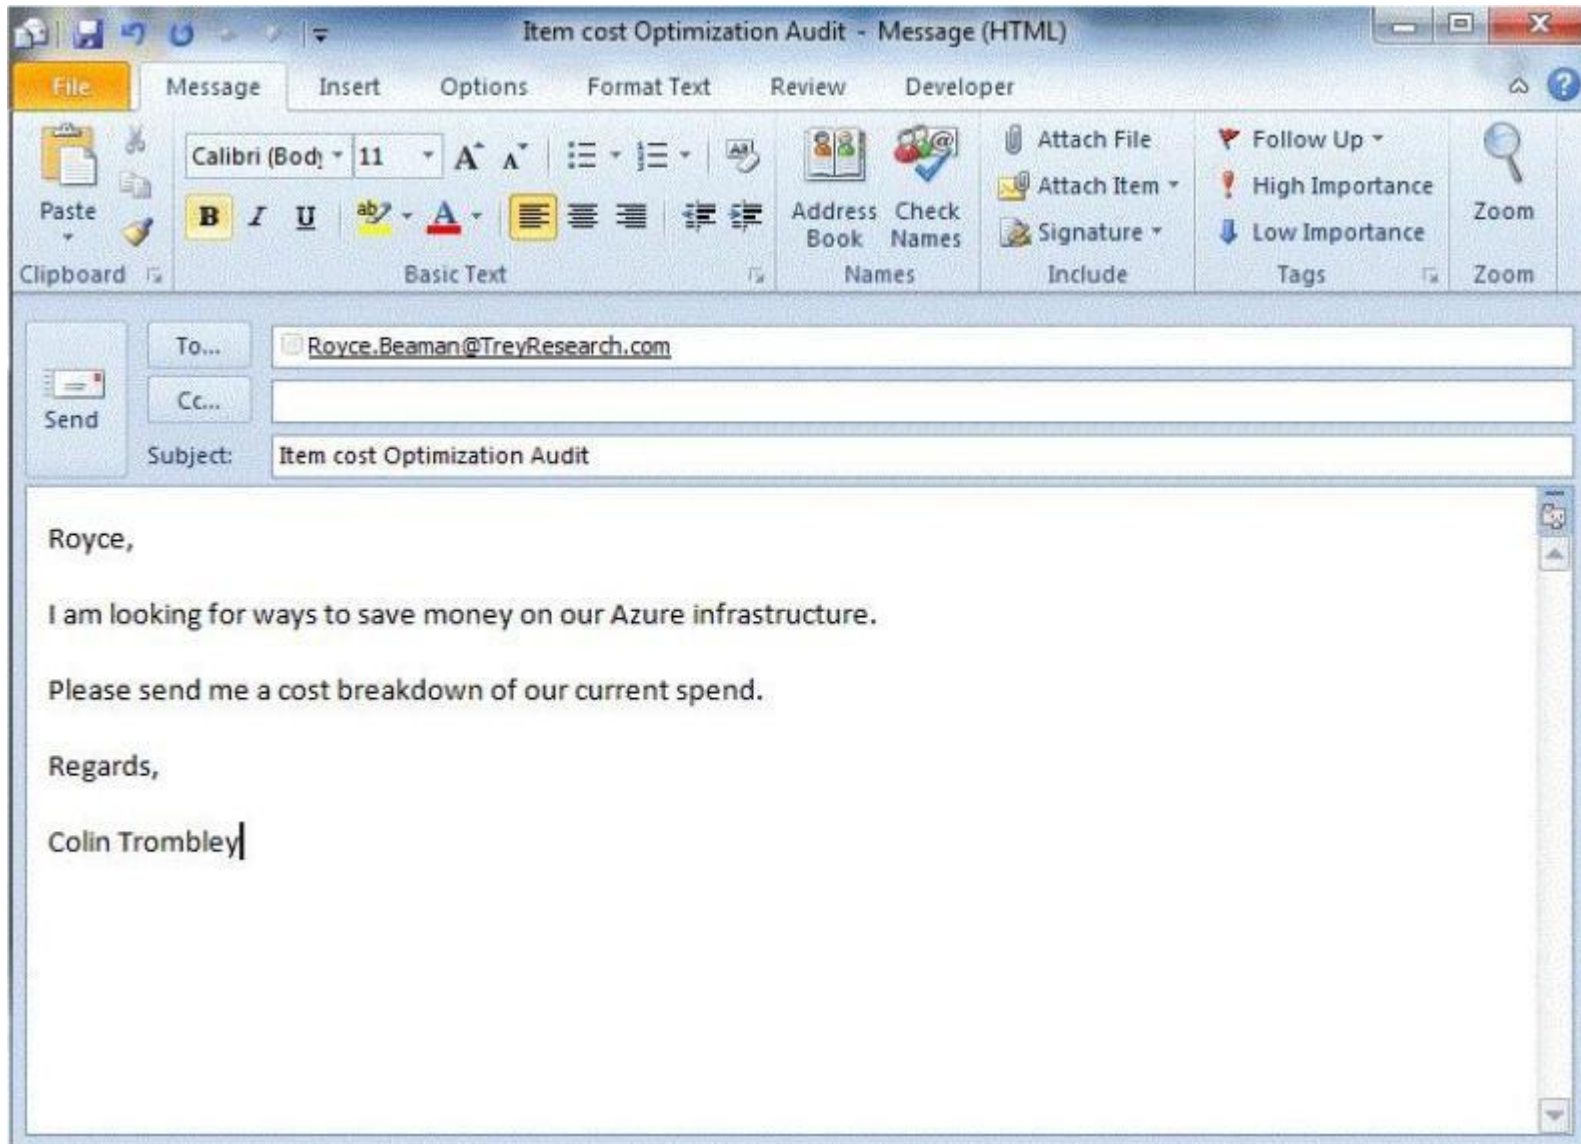 Item cost Optimization Audit - Message (HTML)
File Message Insert Options Format Text Review Developer
Paste
Clipboard
Calibri (Body 11
B I U
Basic Text
Address Book
Check Names
Names
Attach File
Attach Item
Signature
Include
Follow Up
High Importance
Low Importance
Tags
Zoom
Zoom
Send
To... Royce.Beaman@TreyResearch.com
Cc...
Subject: Item cost Optimization Audit
Royce,
I am looking for ways to save money on our Azure infrastructure.
Please send me a cost breakdown of our current spend.
Regards,
Colin Trombley